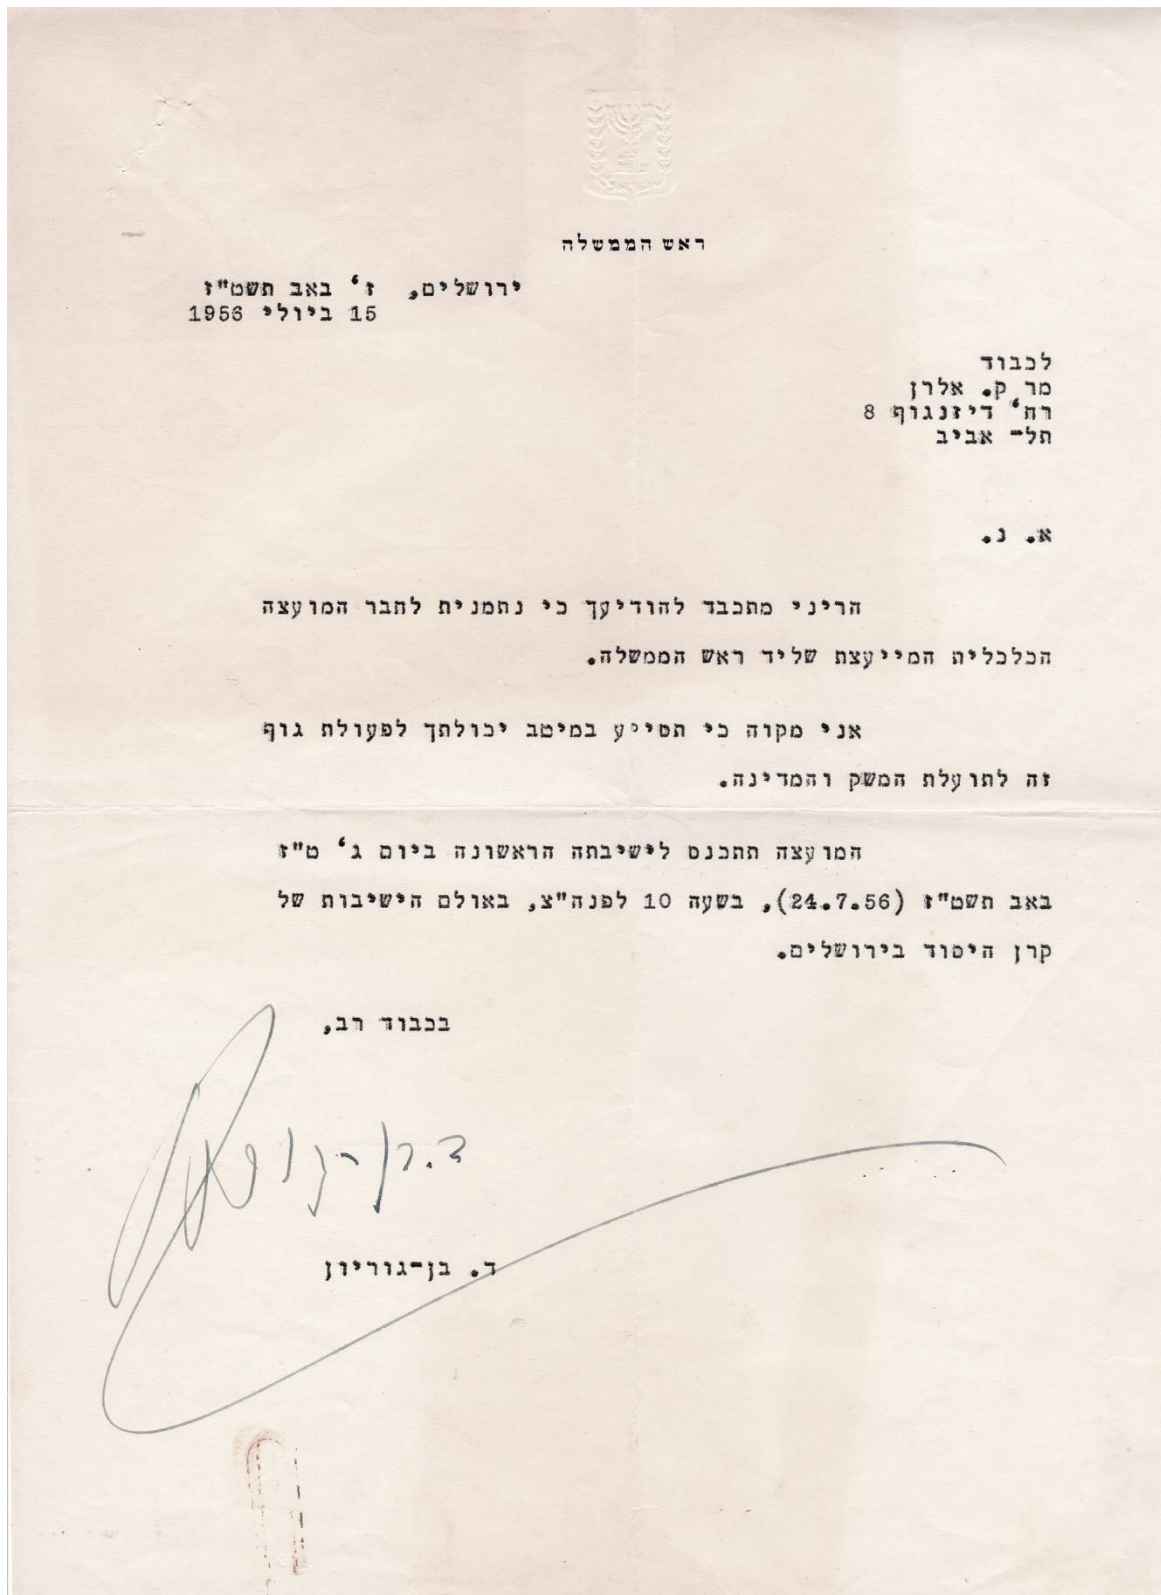 ישראל
ראש הממשלה
ירושלים, ז' באב תשט"ז
15 ביולי 1956
לכבוד
מר ק. אלרן
רח' דיזנגוף 8
תל- אביב
א. נ.
הריני מתכבד להודיעך כי נתמנית לחבר המועצה
הכלכלית המייעצת שליד ראש הממשלה.
אני מקוה כי תסייע במיטב יכולתך לפעולת גוף
זה לתועלת המשק והמדינה.
המועצה תתכנס לישיבתה הראשונה ביום ג' ט"ז
באב תשט"ז (24.7.56), בשעה 10 לפנה"צ, באולם הישיבות של
קרן היסוד בירושלים.
בכבוד רב,
ד. בן-גוריון
ד. בן-גוריון